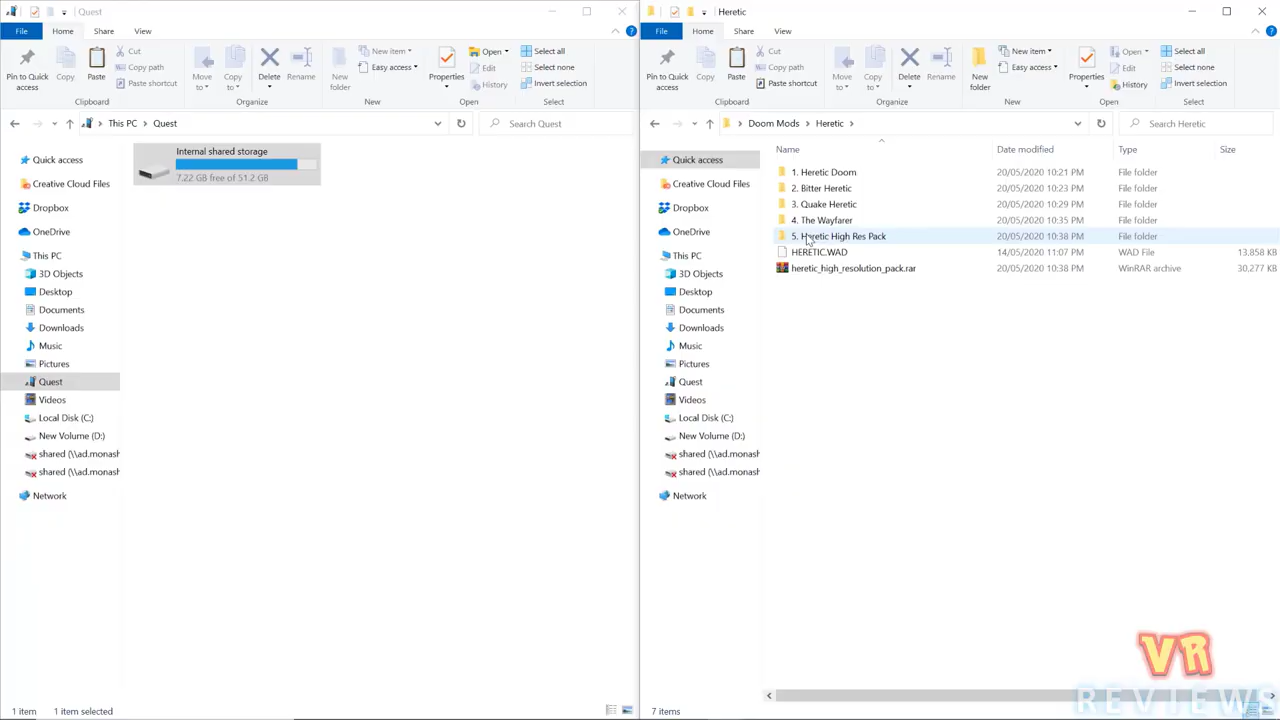 Quest
File
Home
Share
View
Pin to Quick access
Copy
Paste
Cut
Copy path
Paste shortcut
Clipboard
Move to
Copy to
Delete
Rename
Organize
New folder
New item
Easy access
New
Properties
Open
Edit
History
Open
Select all
Select none
Invert selection
Select
This PC > Quest
Search Quest
Quick access
Creative Cloud Files
Dropbox
OneDrive
This PC
3D Objects
Desktop
Documents
Downloads
Music
Pictures
Quest
Videos
Local Disk (C:)
New Volume (D:)
shared (\\ad.monash
shared (\\ad.monash
Network
Internal shared storage
7.22 GB free of 51.2 GB
1 item 1 item selected
Heretic
File
Home
Share
View
Pin to Quick access
Copy
Paste
Cut
Copy path
Paste shortcut
Clipboard
Move to
Copy to
Delete
Rename
Organize
New folder
New item
Easy access
New
Properties
Open
Edit
History
Open
Select all
Select none
Invert selection
Select
Doom Mods > Heretic >
Search Heretic
Quick access
Creative Cloud Files
Dropbox
OneDrive
This PC
3D Objects
Desktop
Documents
Downloads
Music
Pictures
Quest
Videos
Local Disk (C:)
New Volume (D:)
shared (\\ad.monash
shared (\\ad.monash
Network
Name Date modified Type Size
1. Heretic Doom 20/05/2020 10:21 PM File folder
2. Bitter Heretic 20/05/2020 10:23 PM File folder
3. Quake Heretic 20/05/2020 10:29 PM File folder
4. The Wayfarer 20/05/2020 10:35 PM File folder
5. Heretic High Res Pack 20/05/2020 10:38 PM File folder
HERETIC.WAD 14/05/2020 11:07 PM WAD File 13,858 KB
heretic_high_resolution_pack.rar 20/05/2020 10:38 PM WinRAR archive 30,277 KB
7 items
VR
REVIEWS